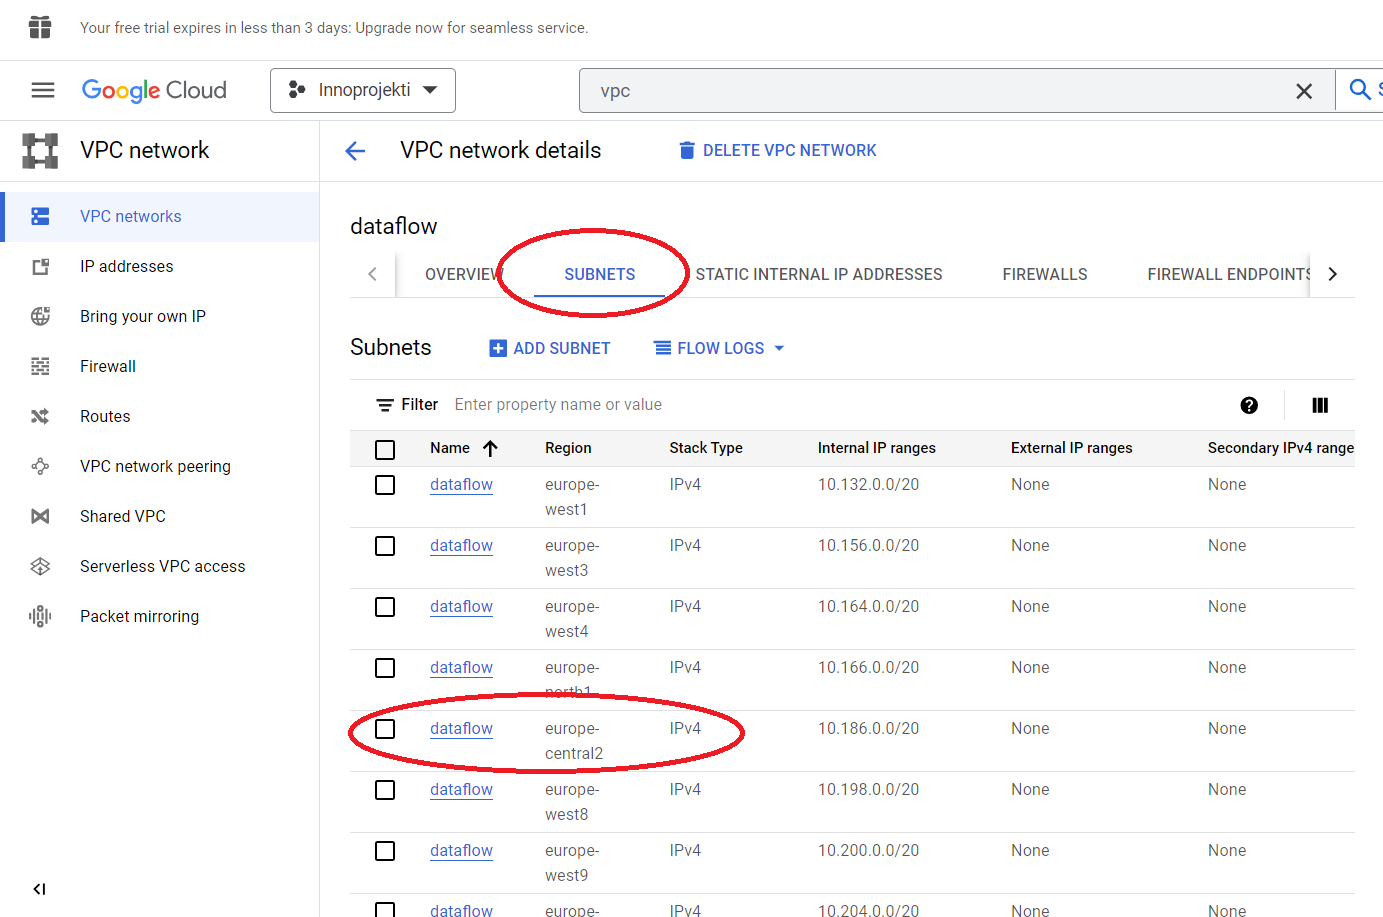 Your free trial expires in less than 3 days: Upgrade now for seamless service.
Google Cloud
Innoprojekti
vpc
S
VPC network
VPC network details
DELETE VPC NETWORK
VPC networks
IP addresses
Bring your own IP
Firewall
Routes
VPC network peering
Shared VPC
Serverless VPC access
Packet mirroring
dataflow
OVERVIEW SUBNETS STATIC INTERNAL IP ADDRESSES FIREWALLS FIREWALL ENDPOINTS
Subnets ADD SUBNET FLOW LOGS
Filter Enter property name or value
Name Region Stack Type Internal IP ranges External IP ranges Secondary IPv4 range
dataflow europe-west1 IPv4 10.132.0.0/20 None None
dataflow europe-west3 IPv4 10.156.0.0/20 None None
dataflow europe-west4 IPv4 10.164.0.0/20 None None
dataflow europe-north1 IPv4 10.166.0.0/20 None None
dataflow europe-central2 IPv4 10.186.0.0/20 None None
dataflow europe-west8 IPv4 10.198.0.0/20 None None
dataflow europe-west9 IPv4 10.200.0.0/20 None None
dataflow europe- IPv4 10.204.0.0/20 None None